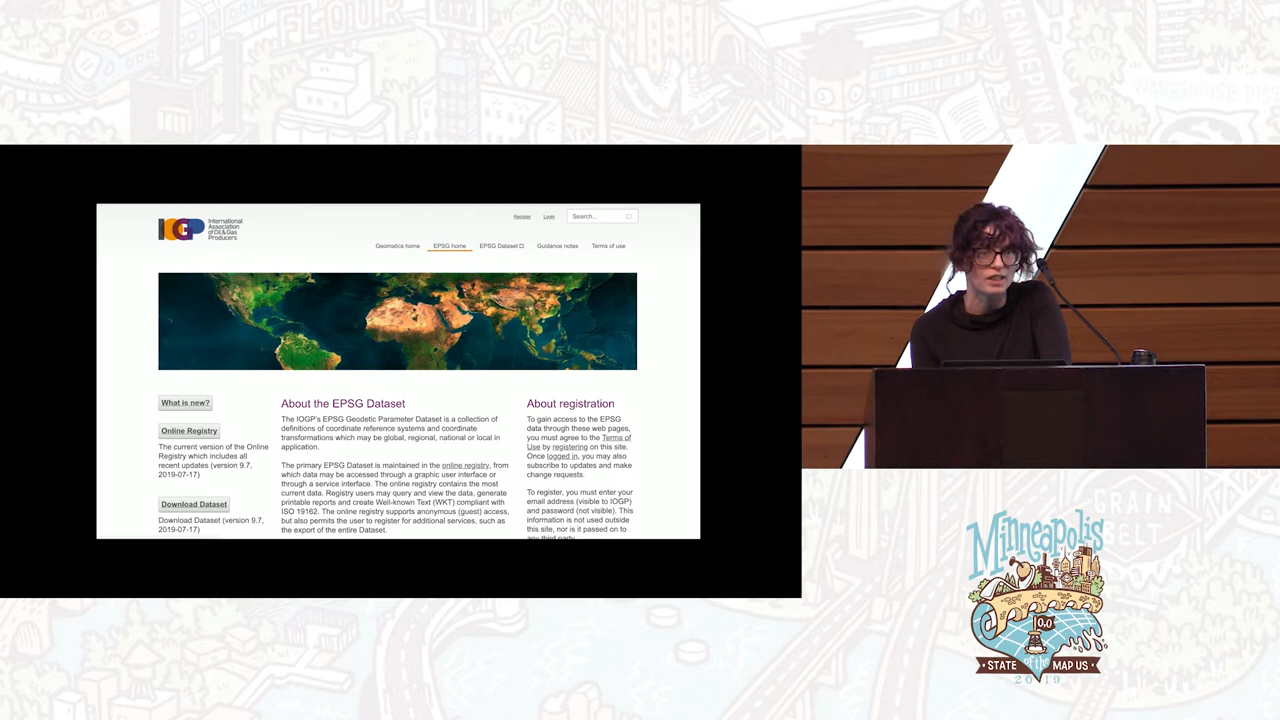 FLOUR
CITY
HENNEPIN
WAREHOUSE DIS
IOGP
International
Association
of Oil & Gas
Producers
Register
Login
Search...
Geomatics home
EPSG home
EPSG Dataset
Guidance notes
Terms of use
What is new?
Online Registry
The current version of the Online
Registry which includes all
recent updates (version 9.7,
2019-07-17)
Download Dataset
Download Dataset (version 9.7,
2019-07-17)
About the EPSG Dataset
The IOGP's EPSG Geodetic Parameter Dataset is a collection of
definitions of coordinate reference systems and coordinate
transformations which may be global, regional, national or local in
application.
The primary EPSG Dataset is maintained in the online registry, from
which data may be accessed through a graphic user interface or
through a service interface. The online registry contains the most
current data. Registry users may query and view the data, generate
printable reports and create Well-known Text (WKT) compliant with
ISO 19162. The online registry supports anonymous (guest) access,
but also permits the user to register for additional services, such as
the export of the entire Dataset.
About registration
To gain access to the EPSG
data through these web pages,
you must agree to the Terms of
Use by registering on this site.
Once logged in, you may also
subscribe to updates and make
change requests.
To register, you must enter your
email address (visible to IOGP)
and password (not visible). This
information is not used outside
this site, nor is it passed on to
any third party.
Minneapolis
0,0
STATE of the MAP US
2019